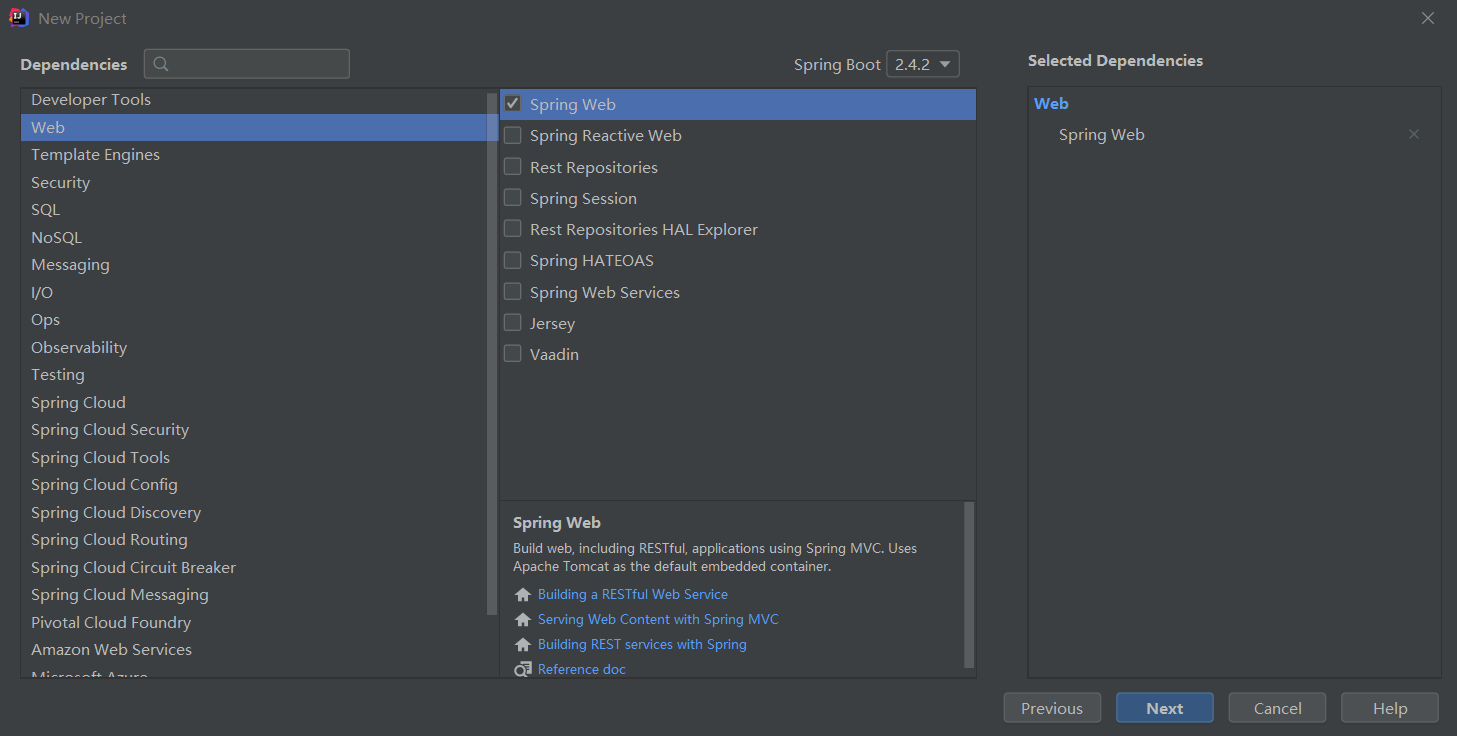 New Project
Dependencies
Spring Boot 2.4.2
Selected Dependencies
Developer Tools
Web
Template Engines
Security
SQL
NoSQL
Messaging
I/O
Ops
Observability
Testing
Spring Cloud
Spring Cloud Security
Spring Cloud Tools
Spring Cloud Config
Spring Cloud Discovery
Spring Cloud Routing
Spring Cloud Circuit Breaker
Spring Cloud Messaging
Pivotal Cloud Foundry
Amazon Web Services
Microsoft Azure
Spring Web
Spring Reactive Web
Rest Repositories
Spring Session
Rest Repositories HAL Explorer
Spring HATEOAS
Spring Web Services
Jersey
Vaadin
Spring Web
Build web, including RESTful, applications using Spring MVC. Uses
Apache Tomcat as the default embedded container.
Building a RESTful Web Service
Serving Web Content with Spring MVC
Building REST services with Spring
Reference doc
Web
Spring Web
Previous
Next
Cancel
Help